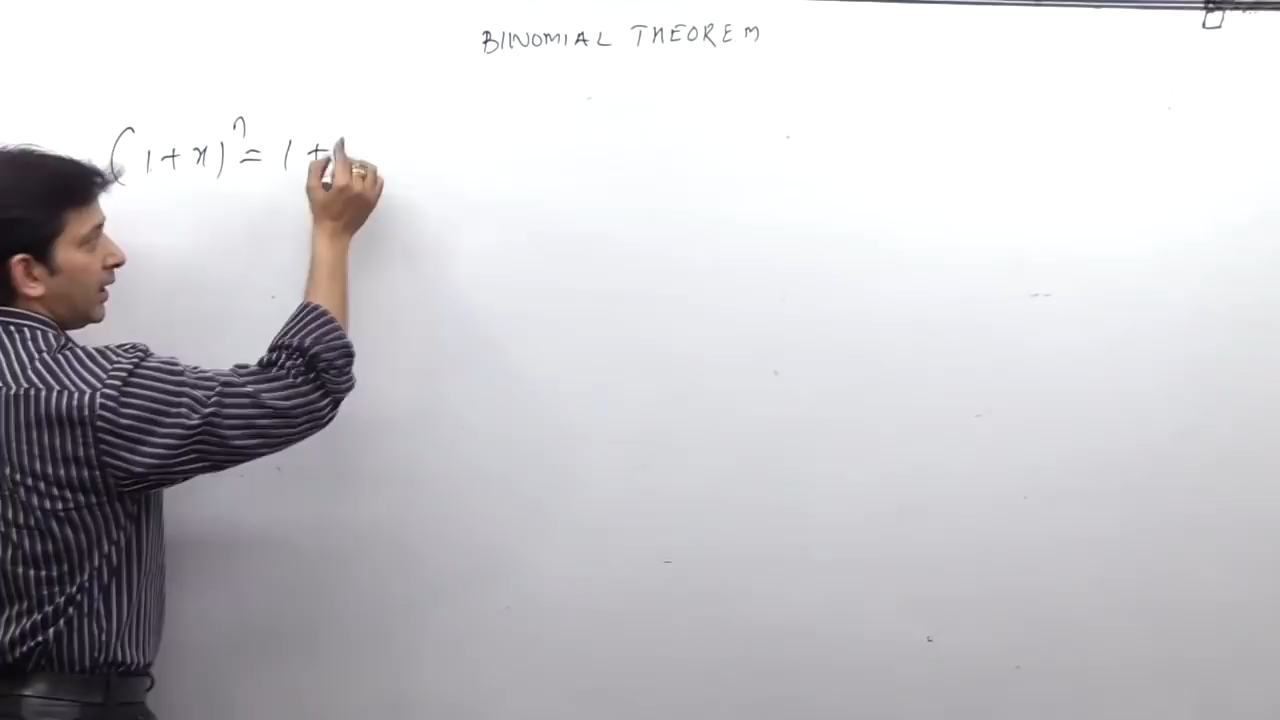 BINOMIAL THEOREM
(1+x)^n = 1 +